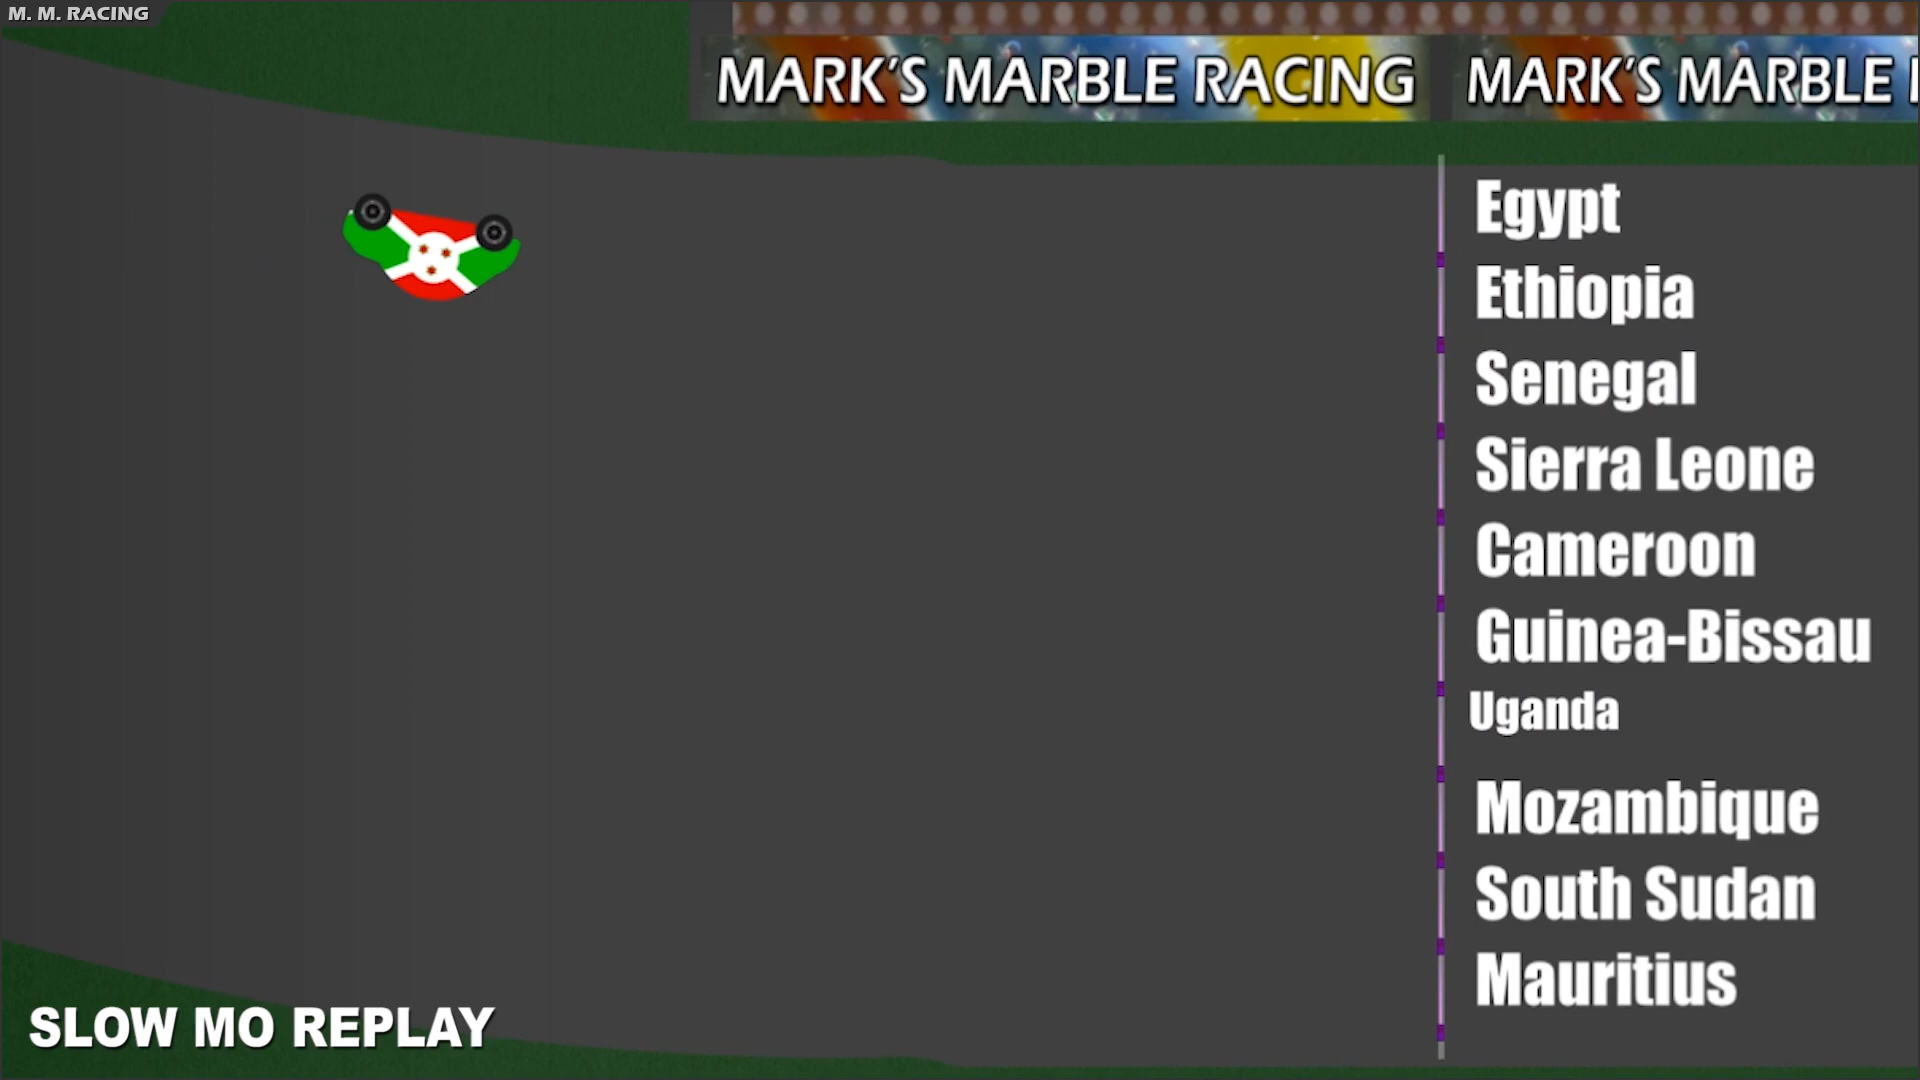 M. M. RACING
MARK'S MARBLE RACING
MARK'S MARBLE
Egypt
Ethiopia
Senegal
Sierra Leone
Cameroon
Guinea-Bissau
Uganda
Mozambique
South Sudan
Mauritius
SLOW MO REPLAY